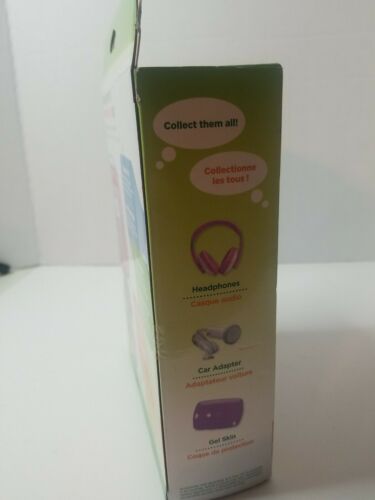 Collect them all!
Collectionne
les tous !
Headphones
Casque audio
Car Adapter
Adaptateur voiture
Gel Skin
Coque de protection